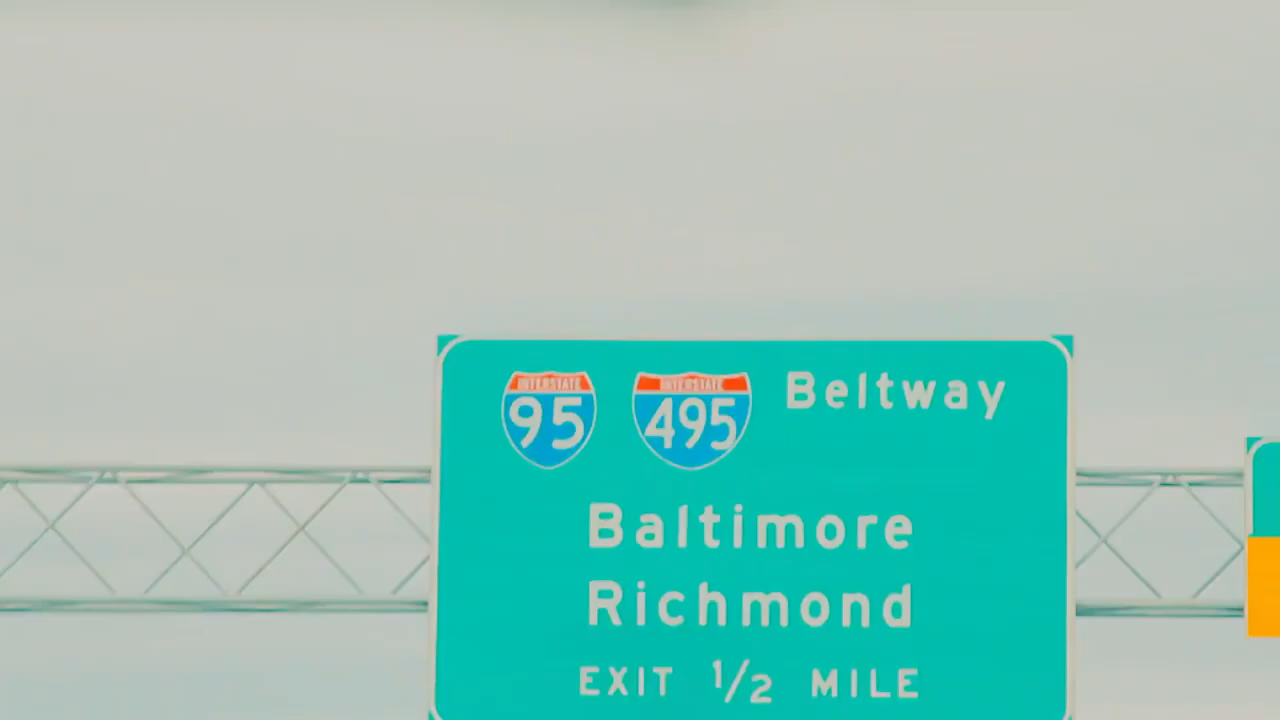 INTERSTATE INTERSTATE
95 495 Beltway
Baltimore
Richmond
EXIT 1/2 MILE